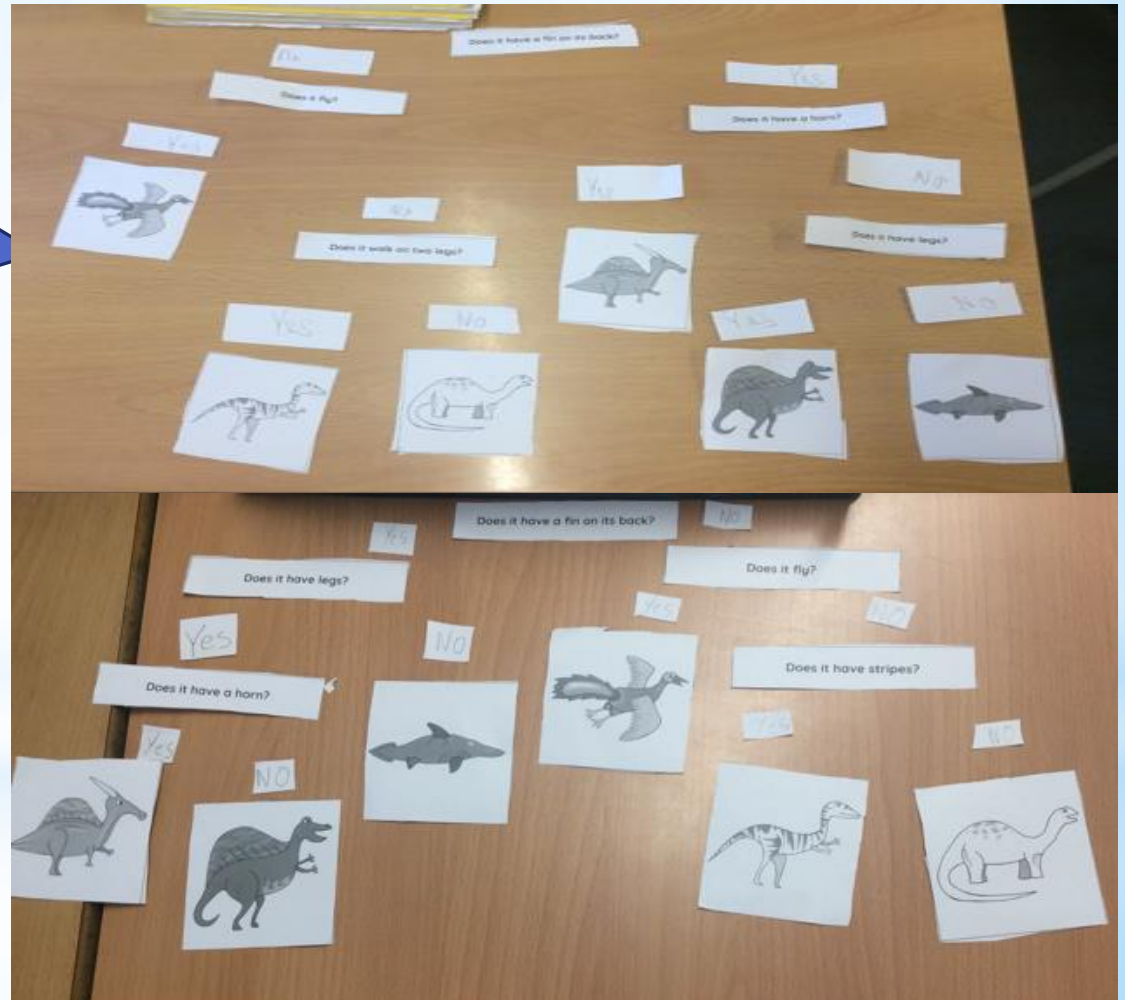 Does it have a fin on its back?
No
Yes
Does it fly?
Does it have a horn?
Yes
No
Yes
No
Does it walk on two legs?
Does it have legs?
Yes
No
Yes
No
Does it have a fin on its back?
Yes
No
Does it have legs?
Does it fly?
Yes
No
Yes
NO
Does it have a horn?
Does it have stripes?
Yes
NO
Yes
NO